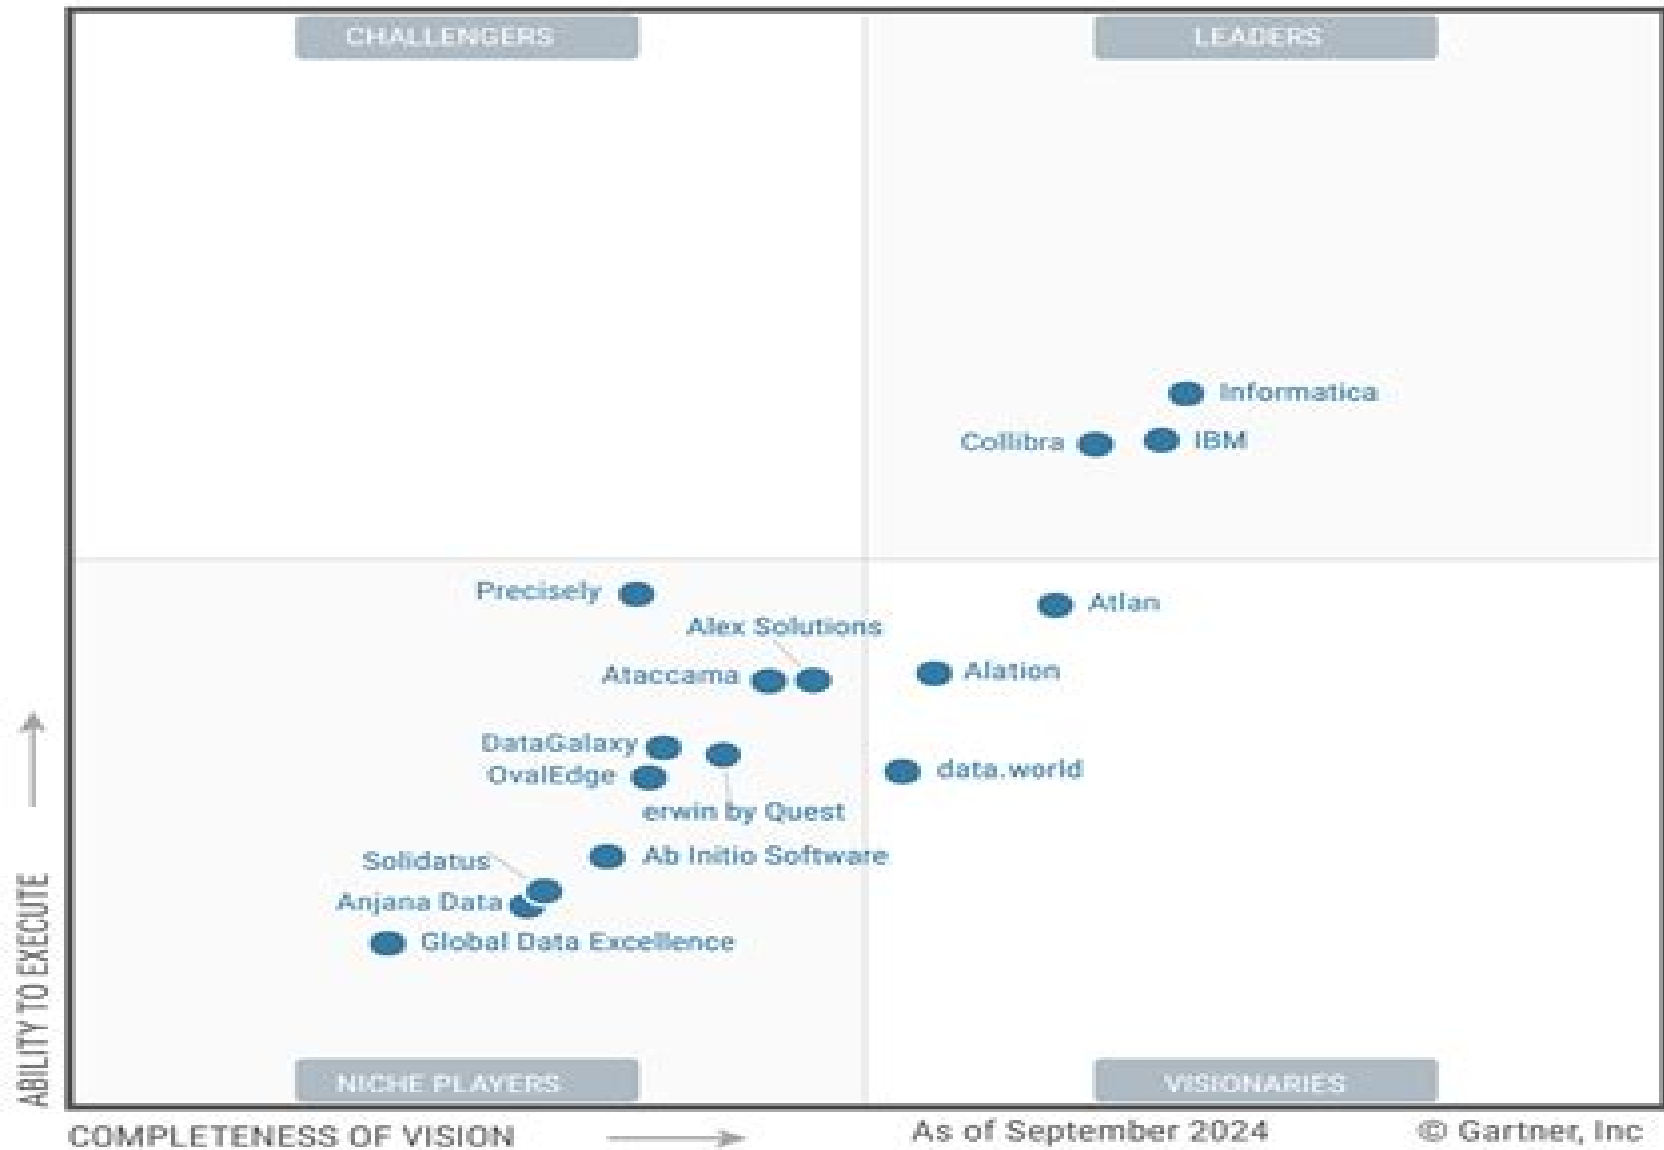 CHALLENGERS
LEADERS
Informatica
Collibra
IBM
Precisely
Atlan
Alex Solutions
Ataccama
Alation
DataGalaxy
OvalEdge
data.world
erwin by Quest
Solidatus
Ab Initio Software
Anjana Data
Global Data Excellence
ABILITY TO EXECUTE
NICHE PLAYERS
VISIONARIES
COMPLETENESS OF VISION
As of September 2024
© Gartner, Inc